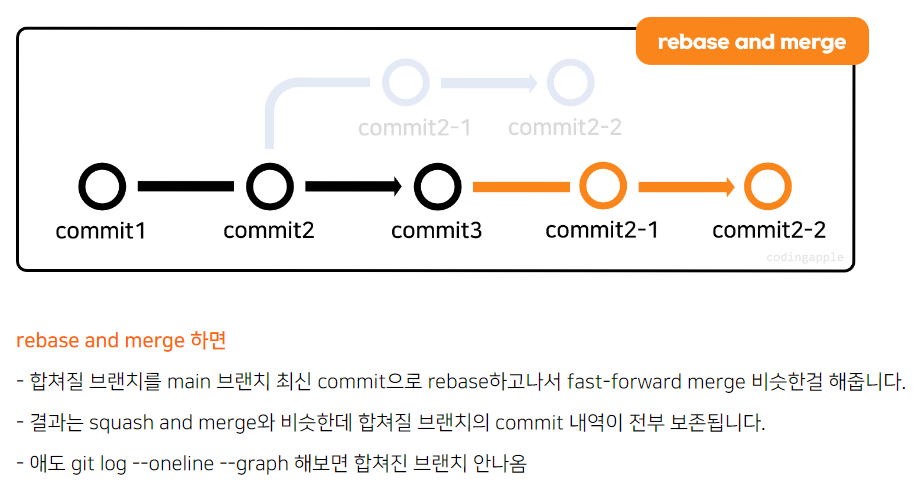 rebase and merge
commit2-1 commit2-2
commit1 commit2 commit3 commit2-1 commit2-2
codingapple
rebase and merge 하면
- 합쳐질 브랜치를 main 브랜치 최신 commit으로 rebase하고나서 fast-forward merge 비슷한걸 해줍니다.
- 결과는 squash and merge와 비슷한데 합쳐질 브랜치의 commit 내역이 전부 보존됩니다.
- 애도 git log --oneline --graph 해보면 합쳐진 브랜치 안나옴